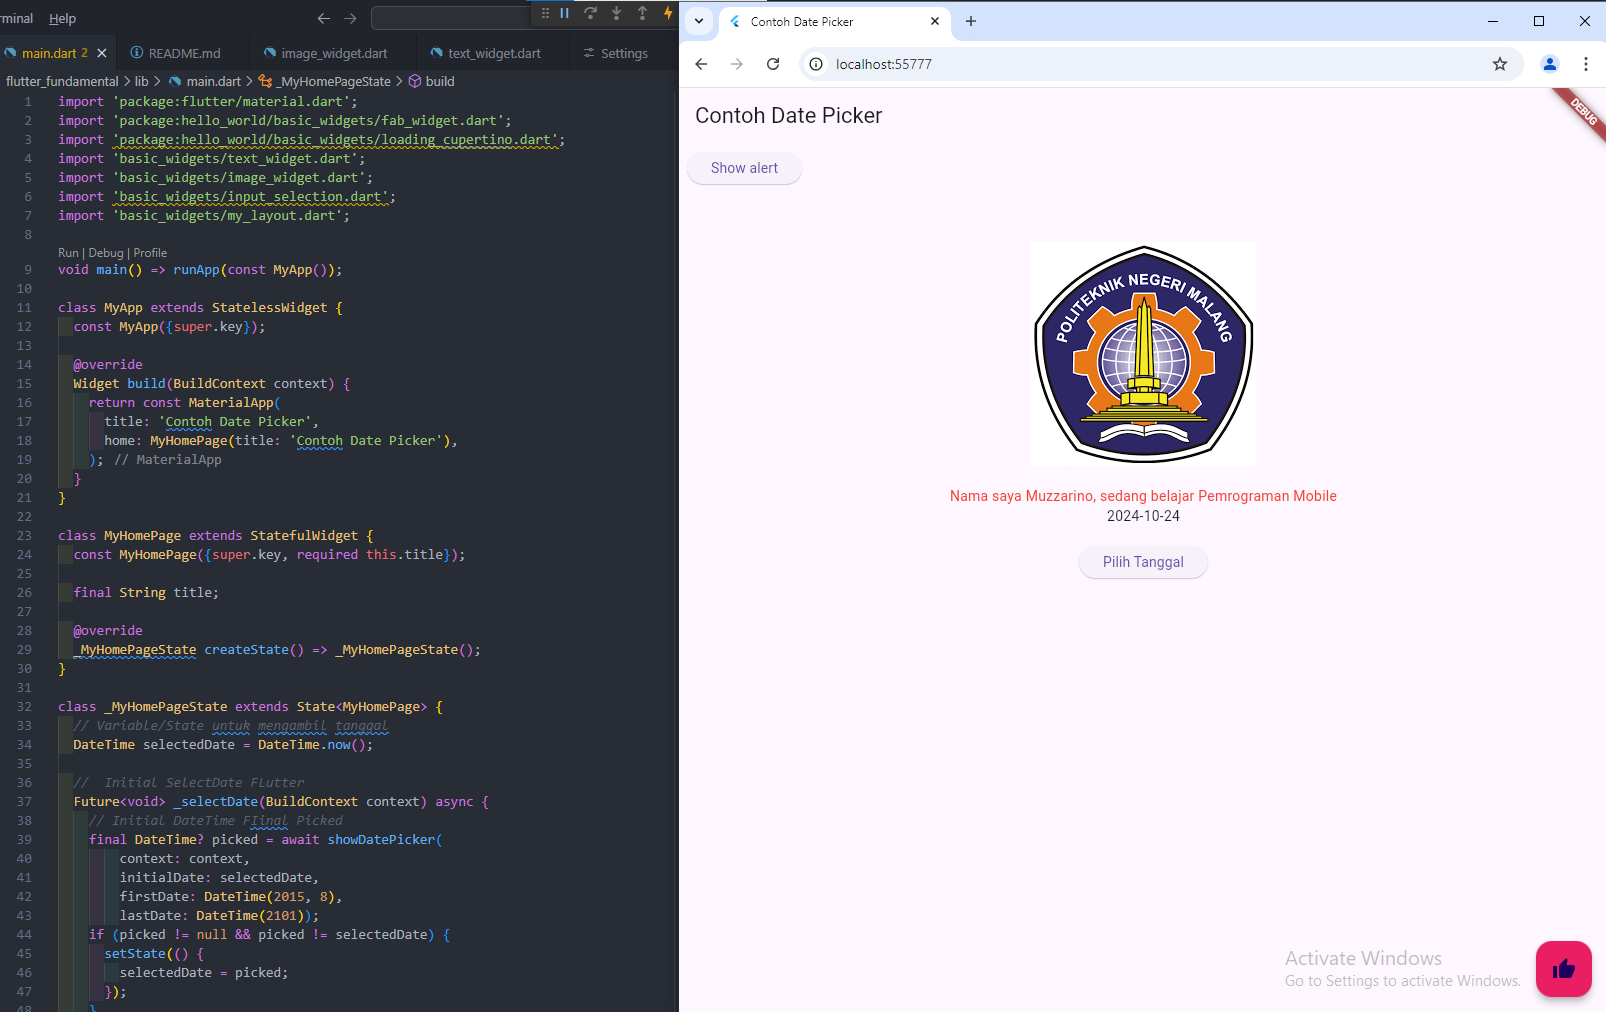 rminal Help
main.dart 2 README.md image_widget.dart text_widget.dart Settings
flutter_fundamental > lib > main.dart > _MyHomePageState > build
1 import 'package:flutter/material.dart';
2 import 'package:hello_world/basic_widgets/fab_widget.dart';
3 import 'package:hello_world/basic_widgets/loading_cupertino.dart';
4 import 'basic_widgets/text_widget.dart';
5 import 'basic_widgets/image_widget.dart';
6 import 'basic_widgets/input_selection.dart';
7 import 'basic_widgets/my_layout.dart';
8
Run | Debug | Profile
9 void main() => runApp(const MyApp());
10
11 class MyApp extends StatelessWidget {
12 const MyApp({super.key});
13
14 @override
15 Widget build(BuildContext context) {
16 return const MaterialApp(
17 title: 'Contoh Date Picker',
18 home: MyHomePage(title: 'Contoh Date Picker'),
19 ); // MaterialApp
20 }
21 }
22
23 class MyHomePage extends StatefulWidget {
24 const MyHomePage({super.key, required this.title});
25
26 final String title;
27
28 @override
29 _MyHomePageState createState() => _MyHomePageState();
30 }
31
32 class _MyHomePageState extends State<MyHomePage> {
33 // Variable/State untuk mengambil tanggal
34 DateTime selectedDate = DateTime.now();
35
36 //  Initial SelectDate FLutter
37 Future<void> _selectDate(BuildContext context) async {
38 // Initial DateTime FIinal Picked
39 final DateTime? picked = await showDatePicker(
40 context: context,
41 initialDate: selectedDate,
42 firstDate: DateTime(2015, 8),
43 lastDate: DateTime(2101));
44 if (picked != null && picked != selectedDate) {
45 setState(() {
46 selectedDate = picked;
47 });
48 }
Contoh Date Picker
localhost:55777
Contoh Date Picker
DEBUG
Show alert
POLITEKNIK NEGERI MALANG
Nama saya Muzzarino, sedang belajar Pemrograman Mobile
2024-10-24
Pilih Tanggal
Activate Windows
Go to Settings to activate Windows.